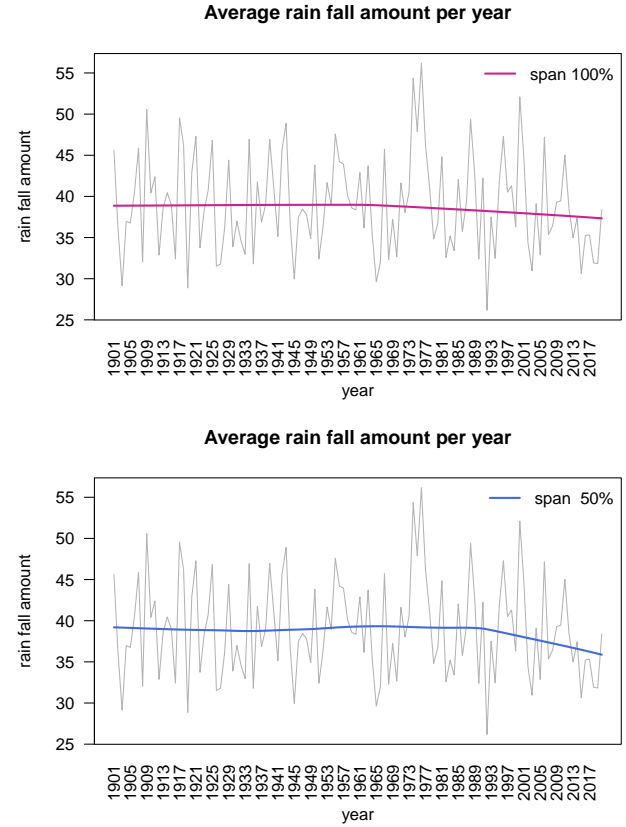 Average rain fall amount per year
span 100%
55
50
45
40
35
30
25
rain fall amount
1901 1905 1909 1913 1917 1921 1925 1929 1933 1937 1941 1945 1949 1953 1957 1961 1965 1969 1973 1977 1981 1985 1989 1993 1997 2001 2005 2009 2013 2017
year
Average rain fall amount per year
span 50%
55
50
45
40
35
30
25
rain fall amount
1901 1905 1909 1913 1917 1921 1925 1929 1933 1937 1941 1945 1949 1953 1957 1961 1965 1969 1973 1977 1981 1985 1989 1993 1997 2001 2005 2009 2013 2017
year